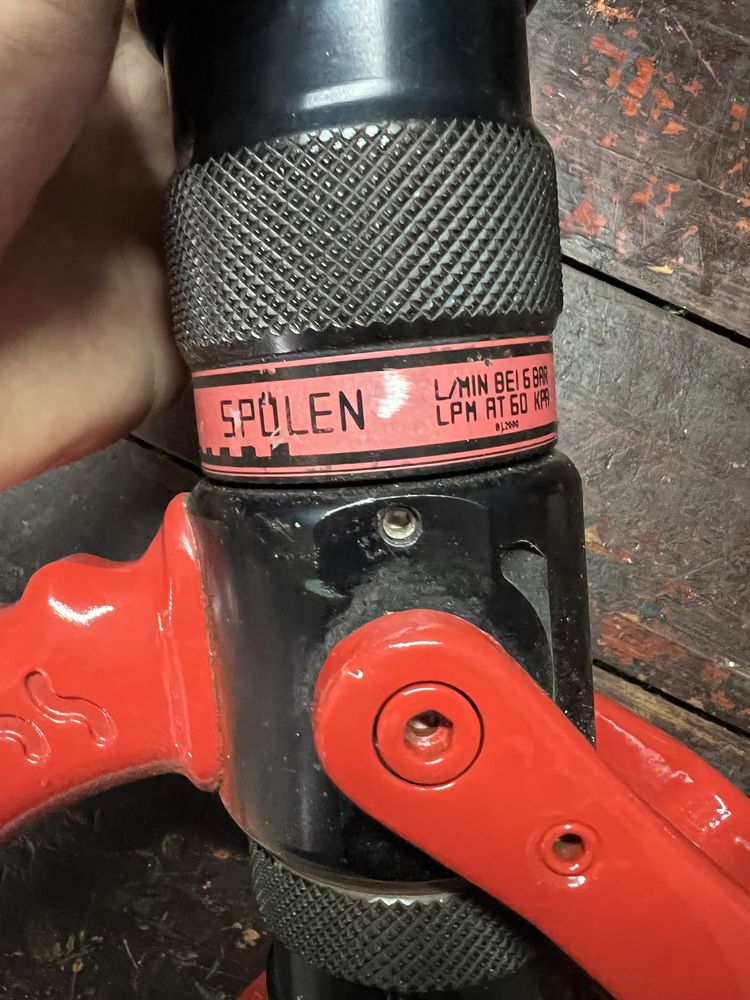 SPÜLEN
L/MIN BEI 6 BAR
LPM AT 60 KPA